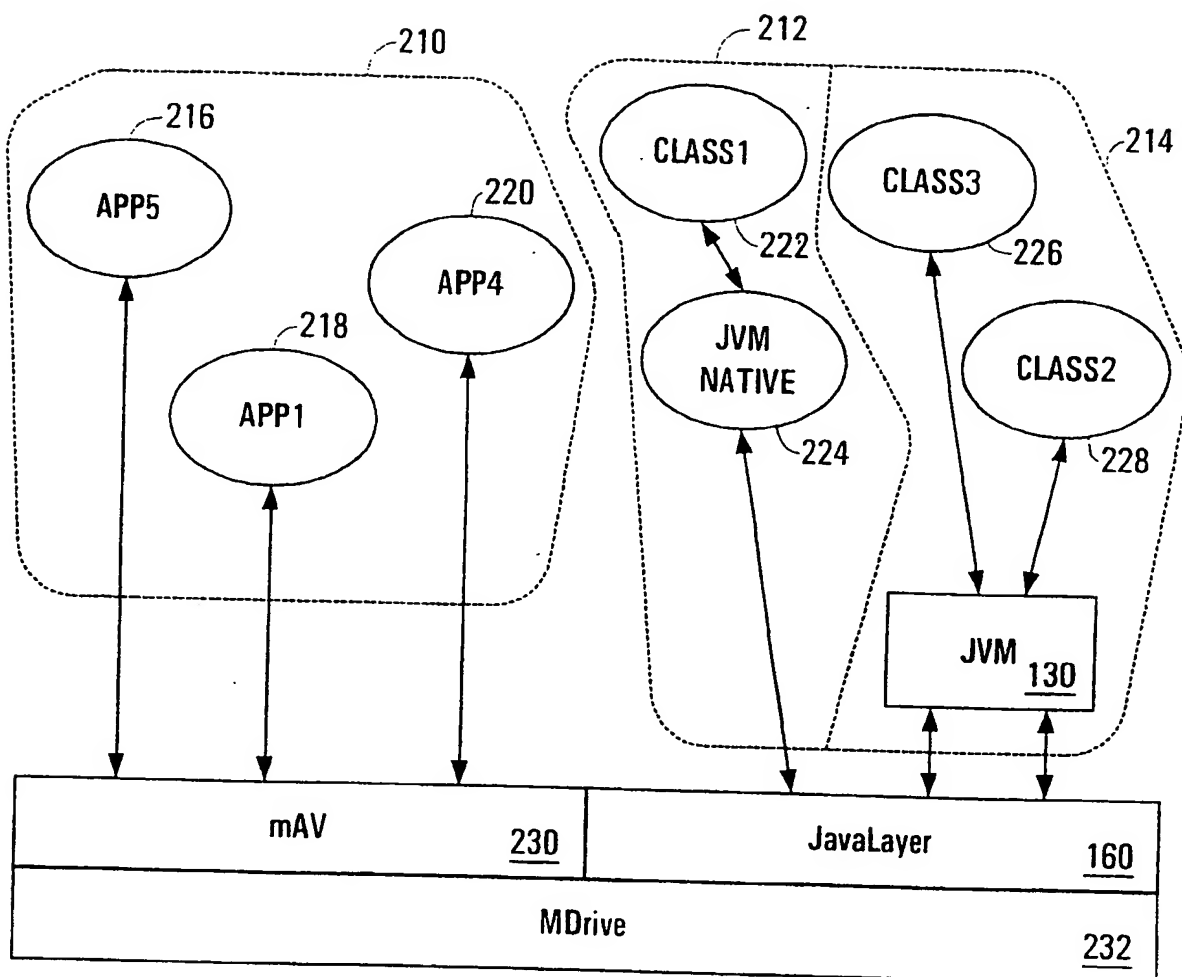 210
212
216
APP5
220
APP4
218
APP1
CLASS1
222
CLASS3
226
214
JVM
NATIVE
224
CLASS2
228
JVM 130
mAV 230
JavaLayer 160
MDrive 232